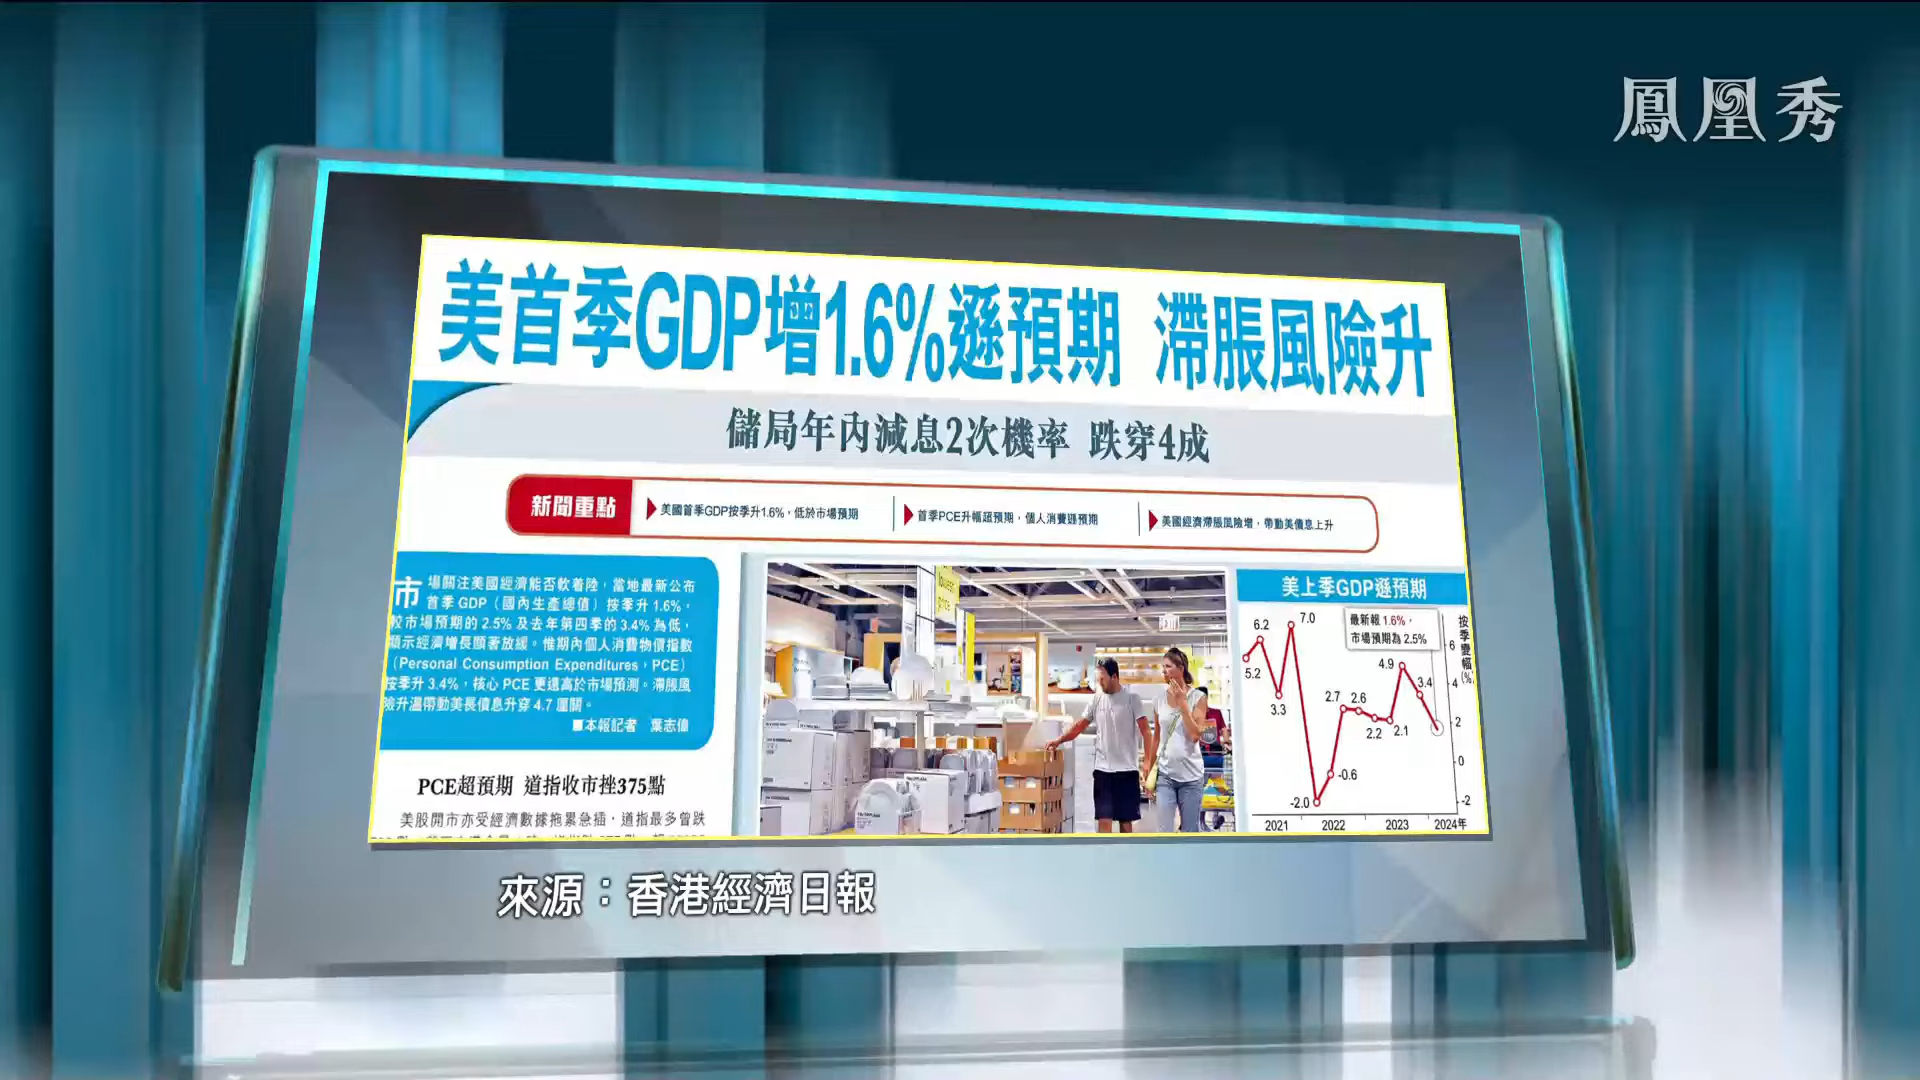 鳳凰秀
美首季GDP增1.6%遜預期 滯脹風險升
儲局年內減息2次機率 跌穿4成
新聞重點
美國首季GDP按季升1.6%，低於市場預期
首季PCE升幅超預期，個人消費遜預期
美國經濟滯脹風險增，帶動美債息上升
市場關注美國經濟能否軟着陸，當地最新公布
首季GDP（國內生產總值）按季升1.6%，
較市場預期的2.5%及去年第四季的3.4%為低，
顯示經濟增長顯著放緩。惟期內個人消費物價指數
（Personal Consumption Expenditures，PCE）
按季升3.4%，核心PCE更遠高於市場預測。滯脹風
險升溫帶動美長債息升穿4.7厘關。
■本報記者 葉志偉
PCE超預期 道指收市挫375點
美股開市亦受經濟數據拖累急插，道指最多曾跌
lowest price
美上季GDP遜預期
最新報1.6%，
市場預期為2.5%
按季變幅(%)
5.2
6.2
3.3
7.0
-2.0
-0.6
2.7
2.6
2.2
2.1
4.9
3.4
6
4
2
0
-2
2021
2022
2023
2024年
來源：香港經濟日報